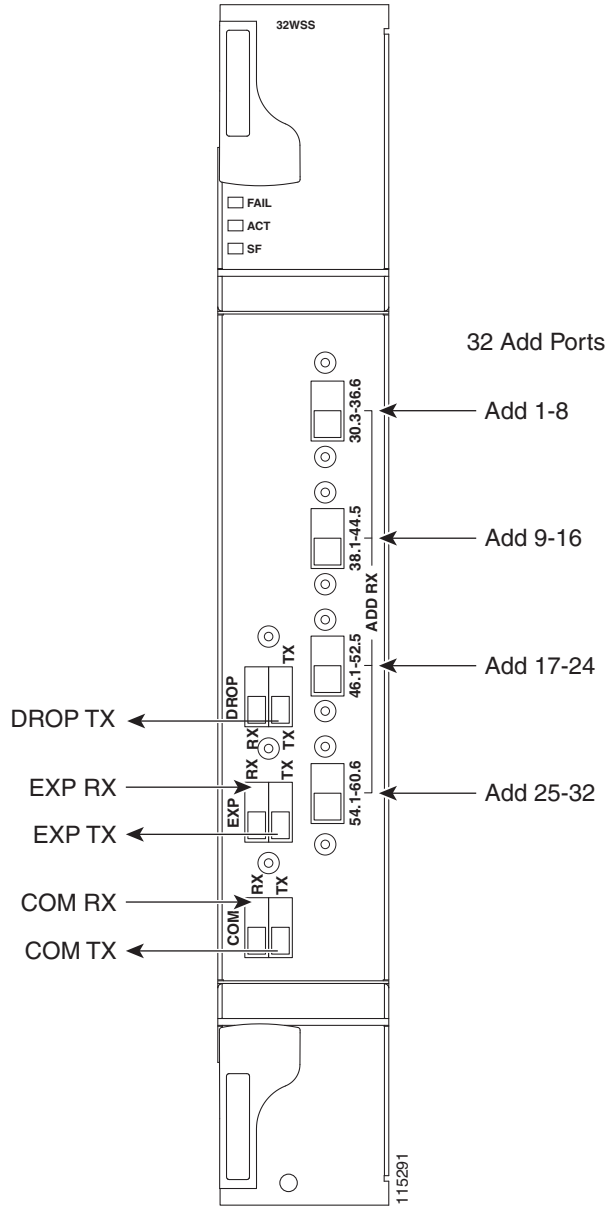 32WSS
FAIL
ACT
SF
32 Add Ports
30.3-36.6
Add 1-8
38.1-44.5
Add 9-16
ADD RX
46.1-52.5
Add 17-24
54.1-60.6
Add 25-32
TX
DROP
DROP TX
RX
TX
RX
TX
EXP
EXP RX
EXP TX
RX
TX
COM
COM RX
COM TX
115291